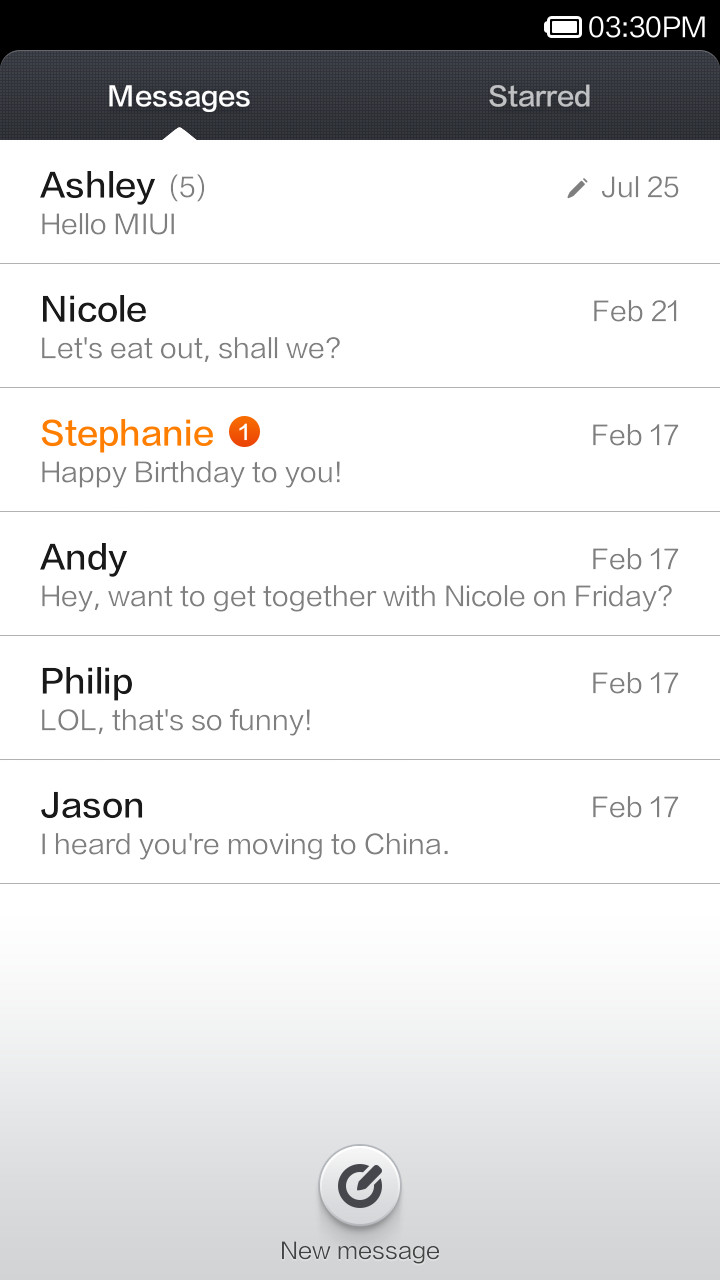 03:30PM
Messages Starred
Ashley (5) Jul 25
Hello MIUI
Nicole Feb 21
Let's eat out, shall we?
Stephanie 1 Feb 17
Happy Birthday to you!
Andy Feb 17
Hey, want to get together with Nicole on Friday?
Philip Feb 17
LOL, that's so funny!
Jason Feb 17
I heard you're moving to China.
New message